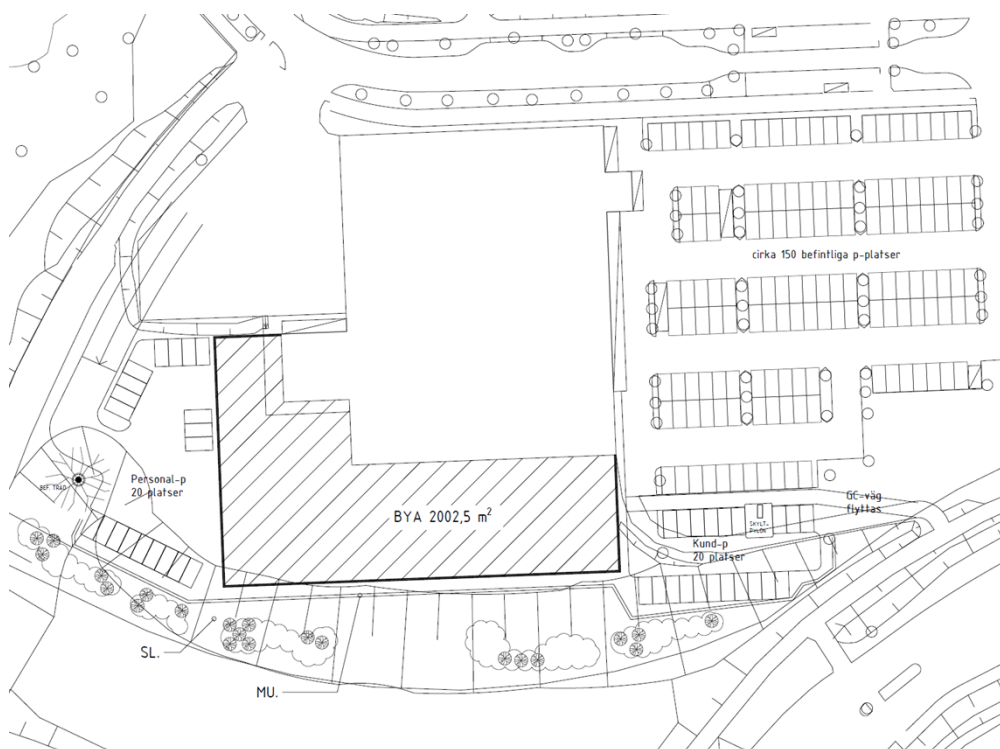 cirka 150 befintliga p-platser
BEF. TRÄD
Personal-p
20 platser
BYA 2002,5 m²
GC-väg
flyttas
SKYLT-
PYLON
Kund-p
20 platser
SL.
MU.